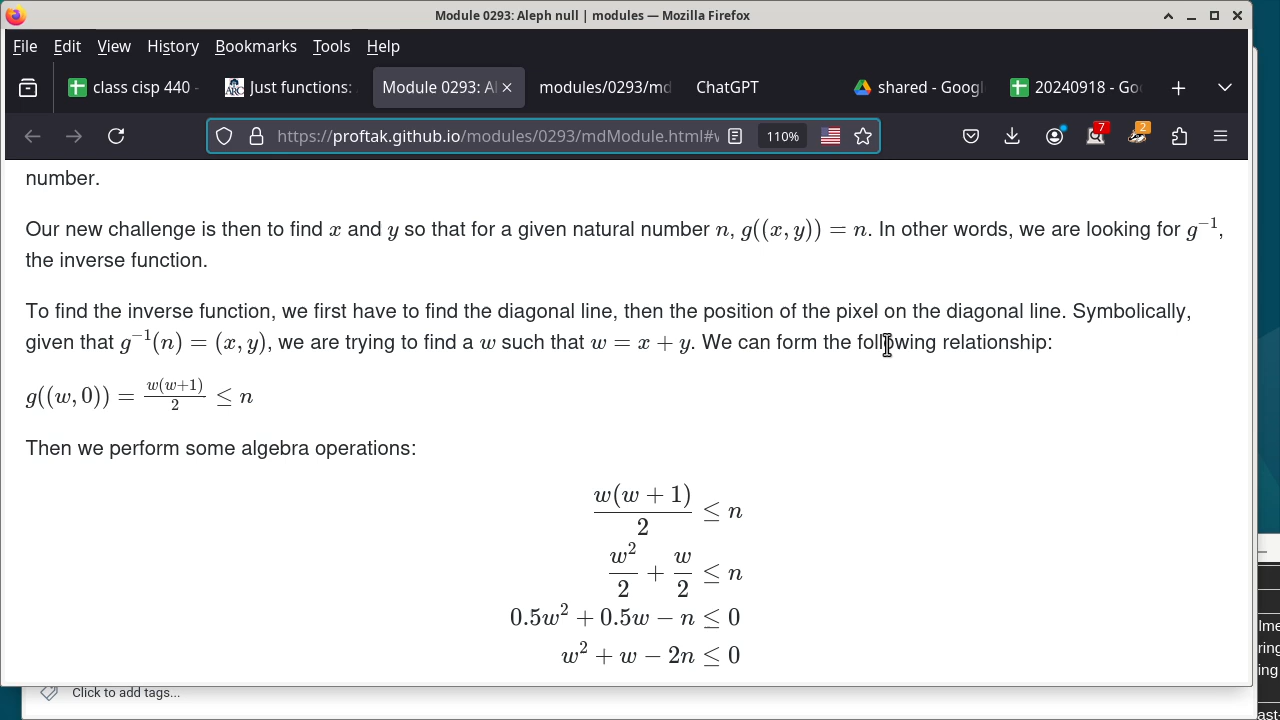 Module 0293: Aleph null | modules — Mozilla Firefox
File Edit View History Bookmarks Tools Help
class cisp 440 - Just functions: Module 0293: Al modules/0293/md ChatGPT shared - Googl 20240918 - Goo
https://proftak.github.io/modules/0293/mdModule.html#w 110% 7 2
number.
Our new challenge is then to find x and y so that for a given natural number n, g((x, y)) = n. In other words, we are looking for g⁻¹,
the inverse function.
To find the inverse function, we first have to find the diagonal line, then the position of the pixel on the diagonal line. Symbolically,
given that g⁻¹(n) = (x, y), we are trying to find a w such that w = x + y. We can form the following relationship:
g((w, 0)) = w(w+1)/2 ≤ n
Then we perform some algebra operations:
w(w + 1)/2 ≤ n
w²/2 + w/2 ≤ n
0.5w² + 0.5w − n ≤ 0
w² + w − 2n ≤ 0
Click to add tags...